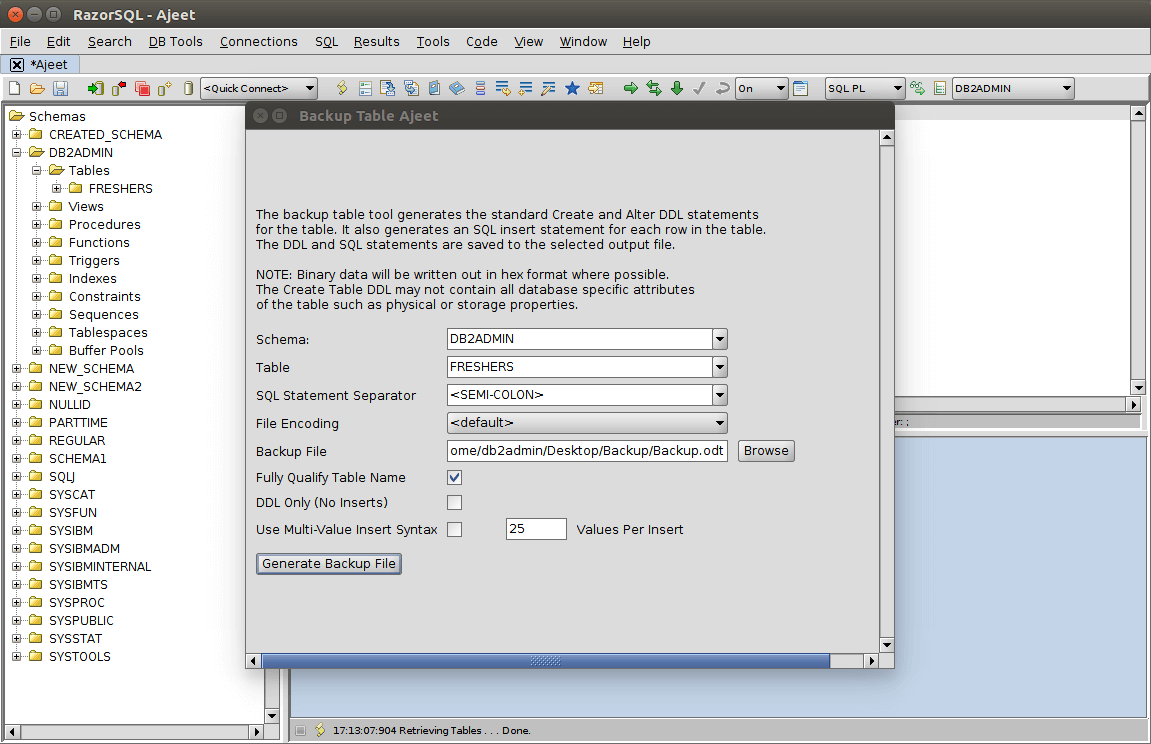 RazorSQL - Ajeet
File Edit Search DB Tools Connections SQL Results Tools Code View Window Help
*Ajeet
<Quick Connect> On SQL PL DB2ADMIN
Schemas
CREATED_SCHEMA
DB2ADMIN
Tables
FRESHERS
Views
Procedures
Functions
Triggers
Indexes
Constraints
Sequences
Tablespaces
Buffer Pools
NEW_SCHEMA
NEW_SCHEMA2
NULLID
PARTTIME
REGULAR
SCHEMA1
SQLJ
SYSCAT
SYSFUN
SYSIBM
SYSIBMADM
SYSIBMINTERNAL
SYSIBMTS
SYSPROC
SYSPUBLIC
SYSSTAT
SYSTOOLS
Backup Table Ajeet
The backup table tool generates the standard Create and Alter DDL statements
for the table. It also generates an SQL insert statement for each row in the table.
The DDL and SQL statements are saved to the selected output file.
NOTE: Binary data will be written out in hex format where possible.
The Create Table DDL may not contain all database specific attributes
of the table such as physical or storage properties.
Schema: DB2ADMIN
Table FRESHERS
SQL Statement Separator <SEMI-COLON>
File Encoding <default>
Backup File ome/db2admin/Desktop/Backup/Backup.odt Browse
Fully Qualify Table Name
DDL Only (No Inserts)
Use Multi-Value Insert Syntax 25 Values Per Insert
Generate Backup File
er: ;
17:13:07:904 Retrieving Tables . . . Done.